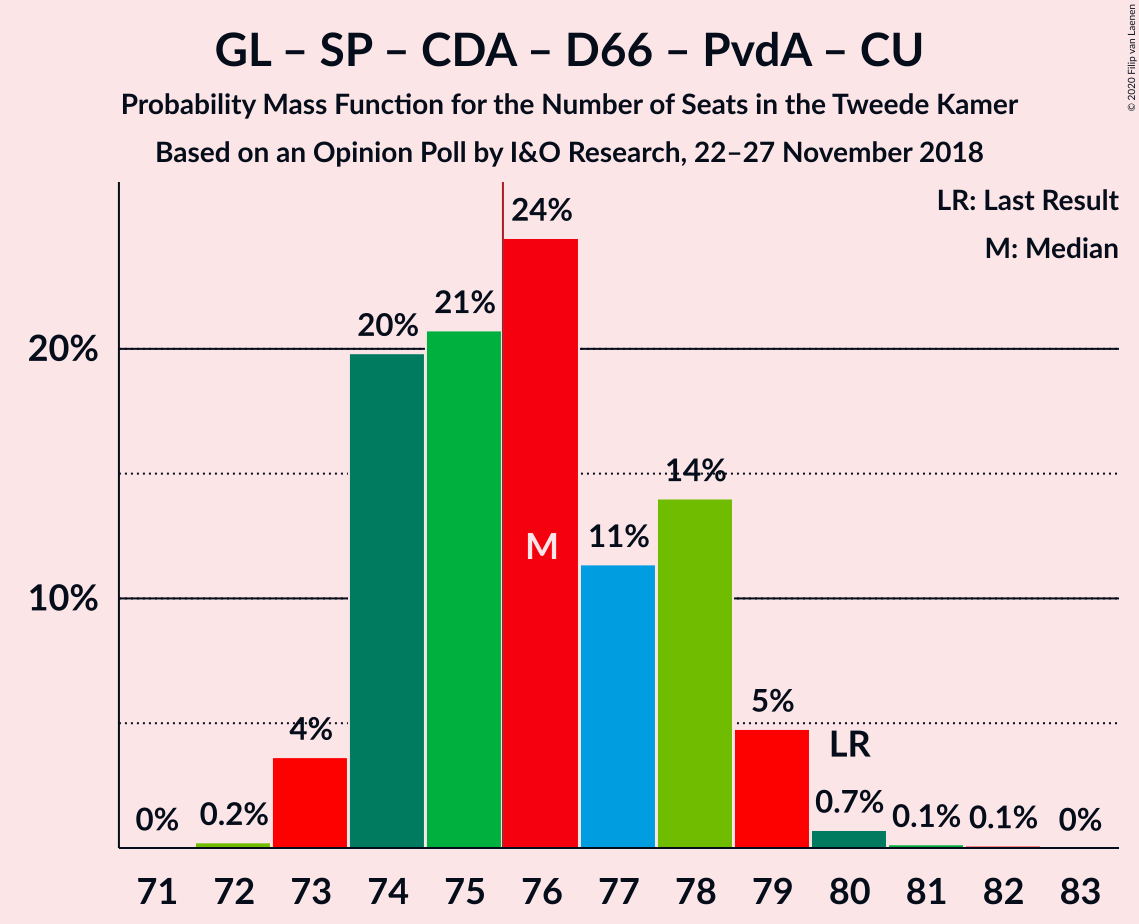 GL – SP – CDA – D66 – PvdA – CU
Probability Mass Function for the Number of Seats in the Tweede Kamer
Based on an Opinion Poll by I&O Research, 22–27 November 2018
© 2020 Filip van Laenen
LR: Last Result
M: Median
24%
21%
20%
20%
14%
11%
M
10%
5%
4%
LR
0.7%
0% 0.2% 0.1% 0.1% 0%
71 72 73 74 75 76 77 78 79 80 81 82 83